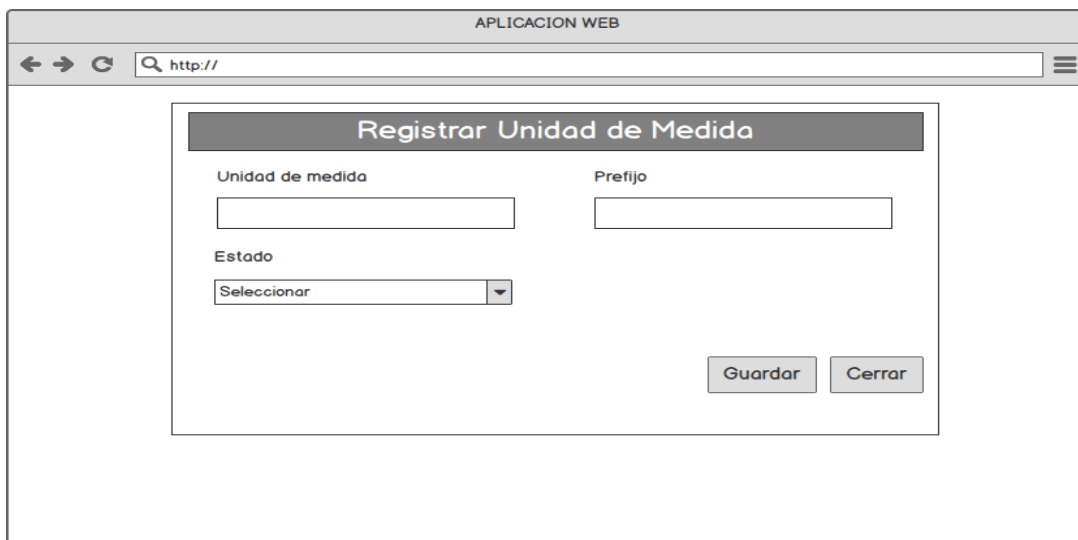 APLICACION WEB
http://
Registrar Unidad de Medida
Unidad de medida
Prefijo
Estado
Seleccionar
Guardar
Cerrar